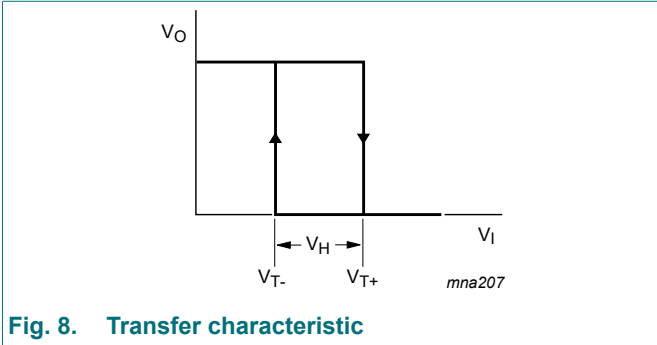 VO
VH
VI
VT-
VT+
mna207
Fig. 8. Transfer characteristic